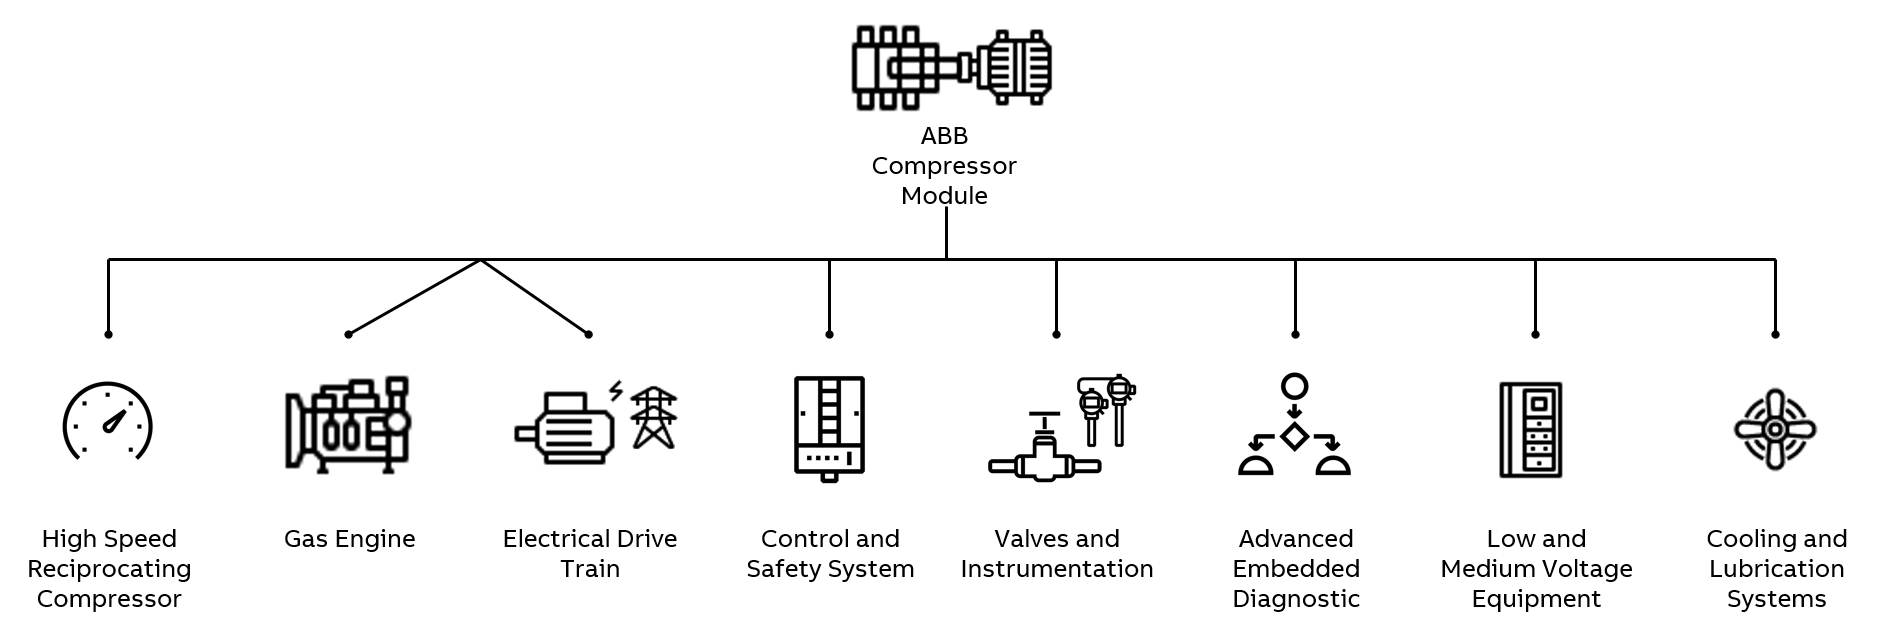 ABB
Compressor
Module
High Speed
Reciprocating
Compressor
Gas Engine
Electrical Drive
Train
Control and
Safety System
Valves and
Instrumentation
Advanced
Embedded
Diagnostic
Low and
Medium Voltage
Equipment
Cooling and
Lubrication
Systems